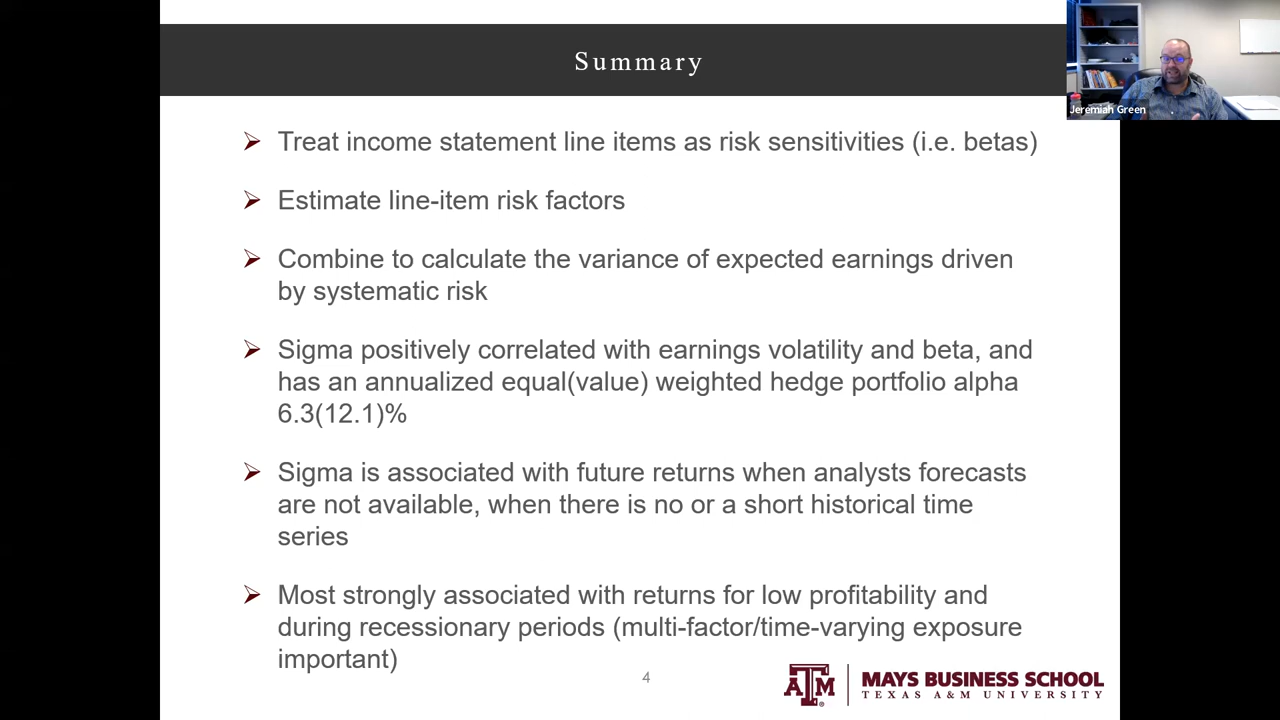 Summary
Jeremiah Green
➢ Treat income statement line items as risk sensitivities (i.e. betas)
➢ Estimate line-item risk factors
➢ Combine to calculate the variance of expected earnings driven
by systematic risk
➢ Sigma positively correlated with earnings volatility and beta, and
has an annualized equal(value) weighted hedge portfolio alpha
6.3(12.1)%
➢ Sigma is associated with future returns when analysts forecasts
are not available, when there is no or a short historical time
series
➢ Most strongly associated with returns for low profitability and
during recessionary periods (multi-factor/time-varying exposure
important)
4
ATM
®
MAYS BUSINESS SCHOOL
TEXAS A&M UNIVERSITY